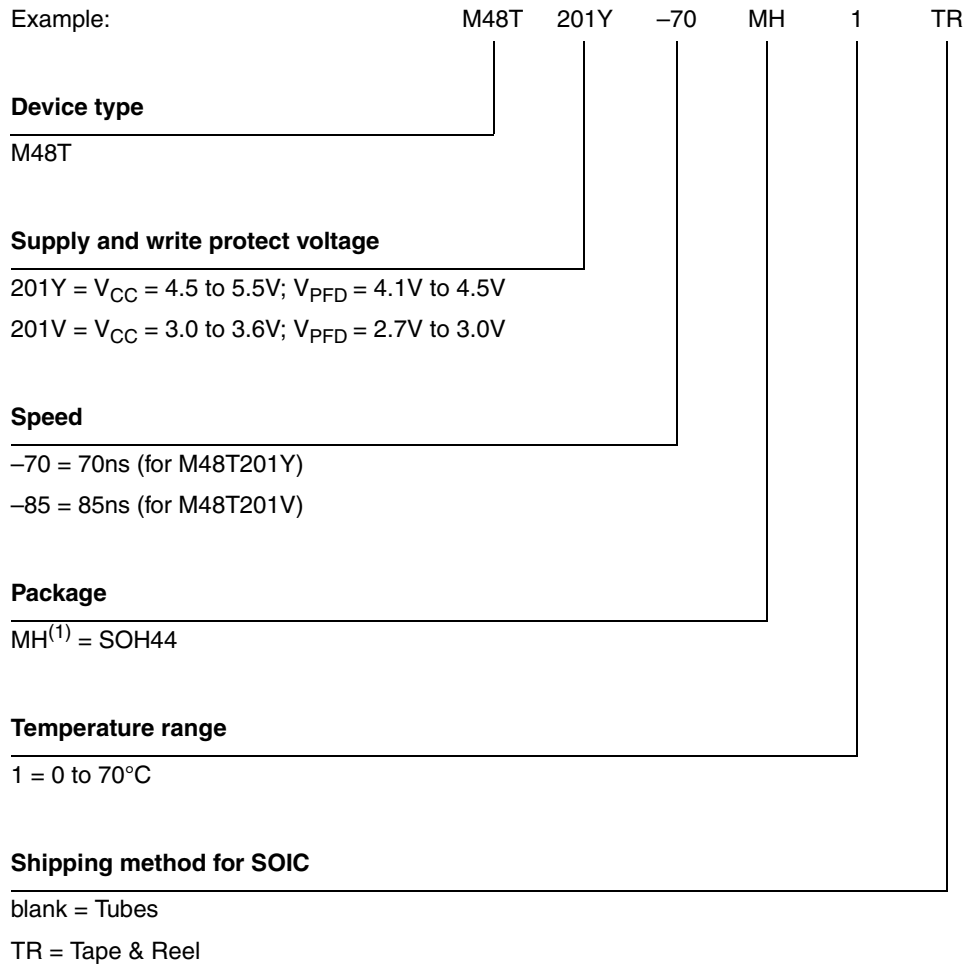 Example: M48T 201Y –70 MH 1 TR
Device type
M48T
Supply and write protect voltage
201Y = VCC = 4.5 to 5.5V; VPFD = 4.1V to 4.5V
201V = VCC = 3.0 to 3.6V; VPFD = 2.7V to 3.0V
Speed
–70 = 70ns (for M48T201Y)
–85 = 85ns (for M48T201V)
Package
MH(1) = SOH44
Temperature range
1 = 0 to 70°C
Shipping method for SOIC
blank = Tubes
TR = Tape & Reel